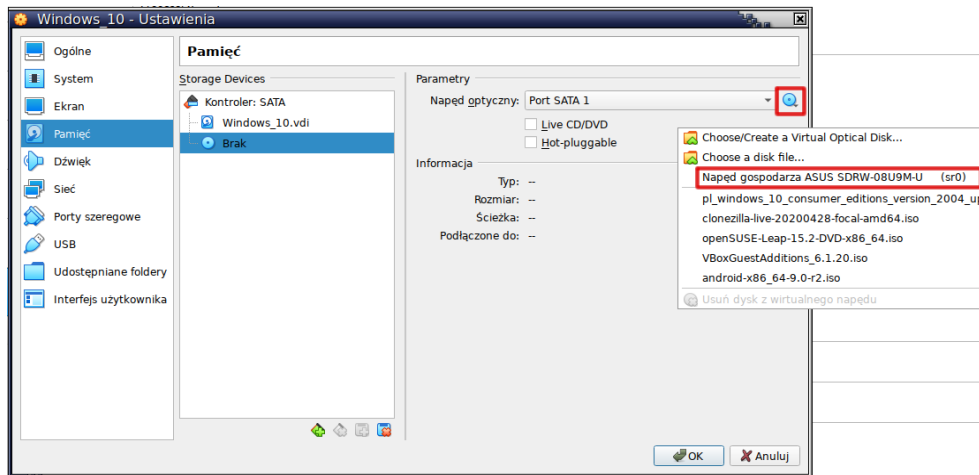 Windows_10 - Ustawienia
Ogólne
System
Ekran
Pamięć
Dźwięk
Sieć
Porty szeregowe
USB
Udostępniane foldery
Interfejs użytkownika
Pamięć
Storage Devices
Kontroler: SATA
Windows_10.vdi
Brak
Parametry
Napęd optyczny: Port SATA 1
Live CD/DVD
Hot-pluggable
Informacja
Typ: --
Rozmiar: --
Ścieżka: --
Podłączone do: --
Choose/Create a Virtual Optical Disk...
Choose a disk file...
Napęd gospodarza ASUS SDRW-08U9M-U (sr0)
pl_windows_10_consumer_editions_version_2004_up
clonezilla-live-20200428-focal-amd64.iso
openSUSE-Leap-15.2-DVD-x86_64.iso
VBoxGuestAdditions_6.1.20.iso
android-x86_64-9.0-r2.iso
Usuń dysk z wirtualnego napędu
OK
Anuluj